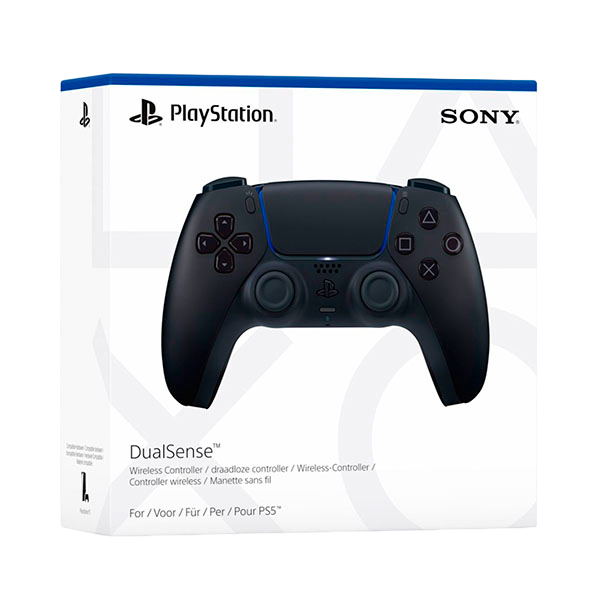 PlayStation
SONY
DualSense™
Wireless Controller / draadloze controller / Wireless-Controller /
Controller wireless / Manette sans fil
For / Voor / Für / Per / Pour PS5™